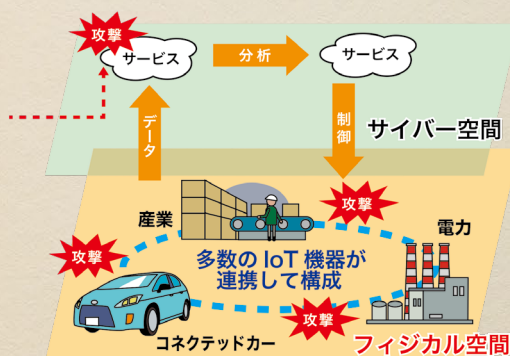 攻撃
サービス
分析
サービス
データ
制御
サイバー空間
攻撃
産業
電力
攻撃
多数のIoT機器が
連携して構成
攻撃
コネクテッドカー
フィジカル空間